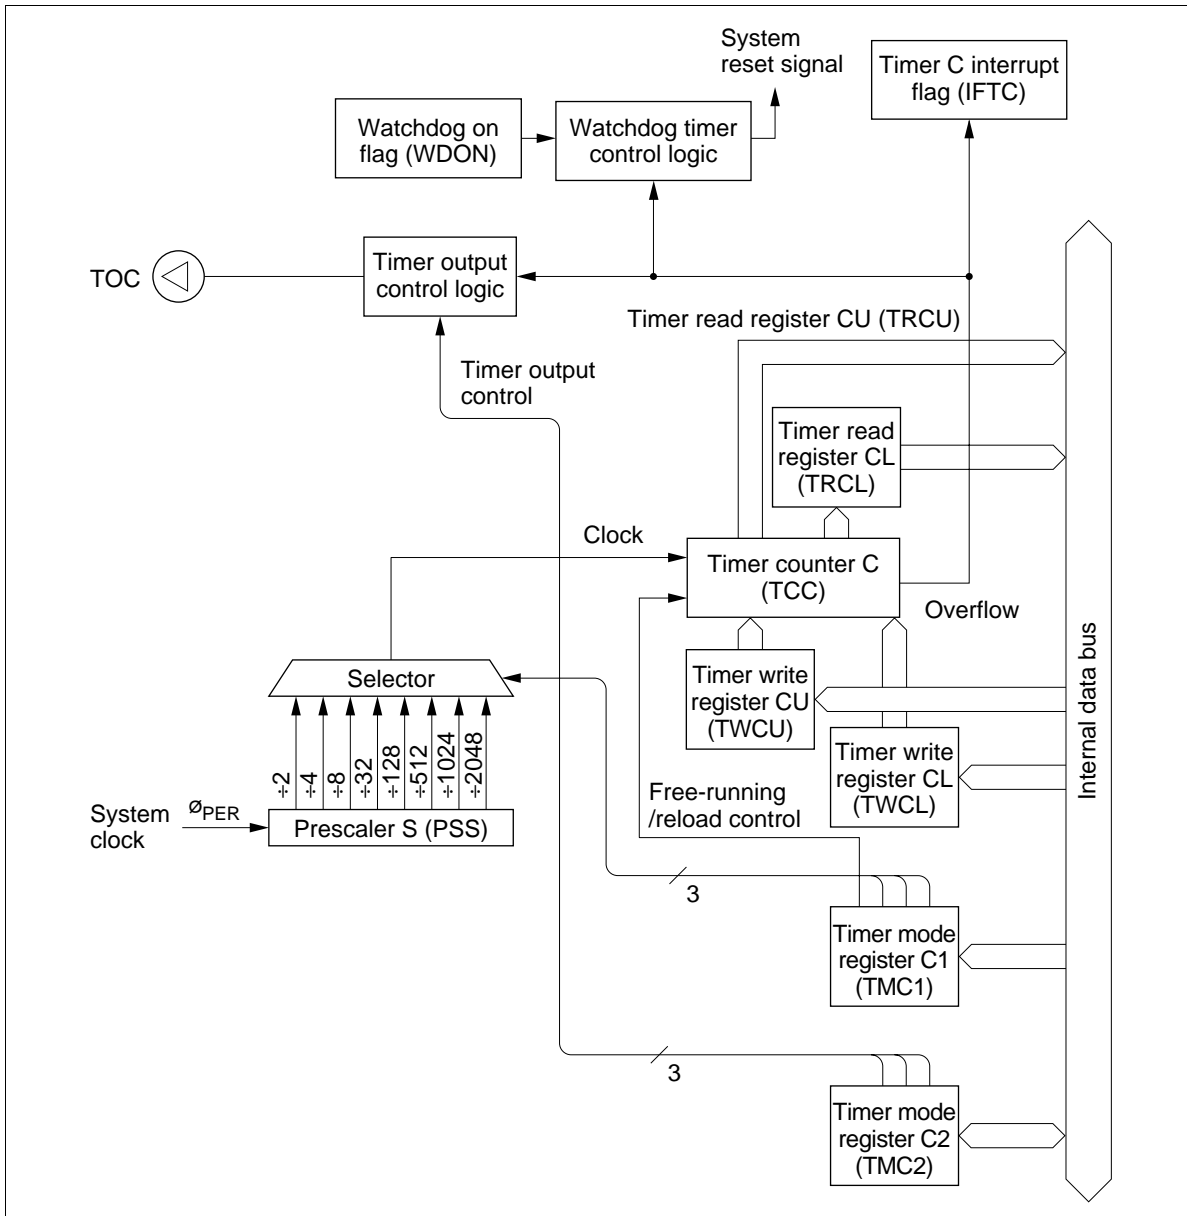 System
reset signal
Timer C interrupt
flag (IFTC)
Watchdog on
flag (WDON)
Watchdog timer
control logic
TOC
Timer output
control logic
Timer read register CU (TRCU)
Timer output
control
Timer read
register CL
(TRCL)
Clock
Timer counter C
(TCC)
Overflow
Selector
Timer write
register CU
(TWCU)
Internal data bus
÷2
÷4
÷8
÷32
÷128
÷512
÷1024
÷2048
Timer write
register CL
(TWCL)
System
clock
øPER
Prescaler S (PSS)
Free-running
/reload control
3
Timer mode
register C1
(TMC1)
3
Timer mode
register C2
(TMC2)